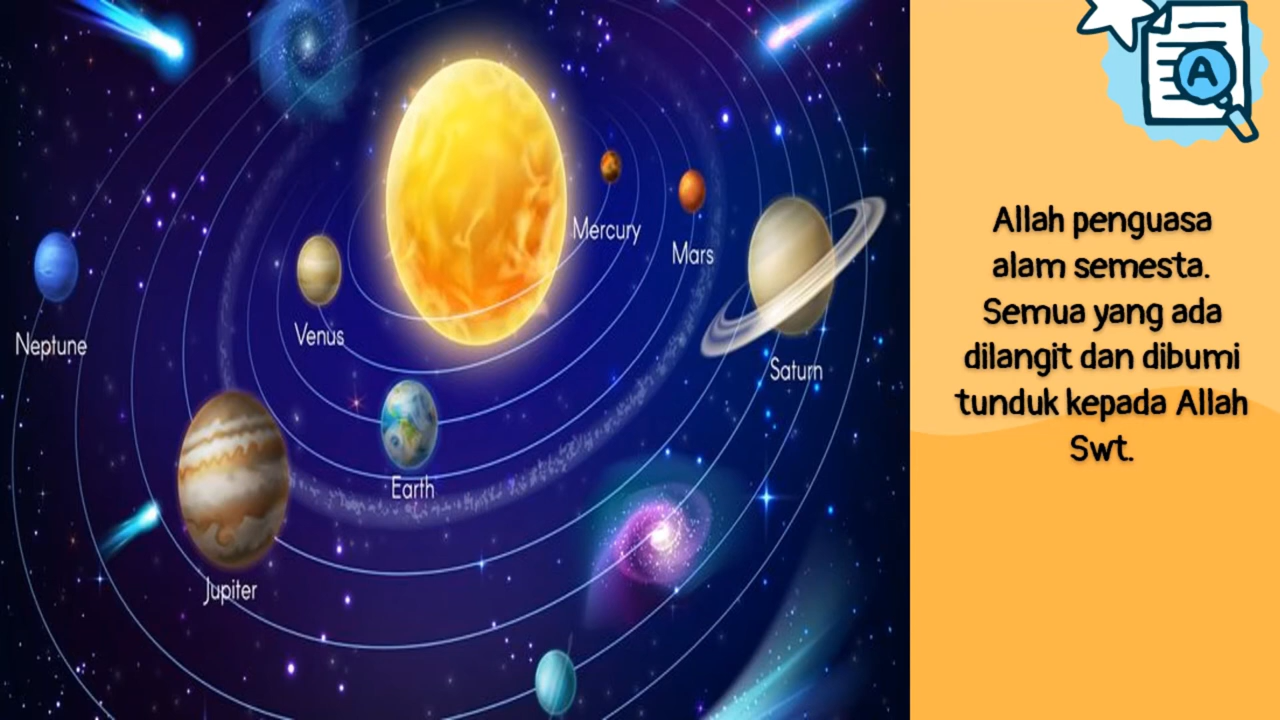 Mercury
Mars
Venus
Neptune
Saturn
Earth
Jupiter
A
Allah penguasa
alam semesta.
Semua yang ada
dilangit dan dibumi
tunduk kepada Allah
Swt.